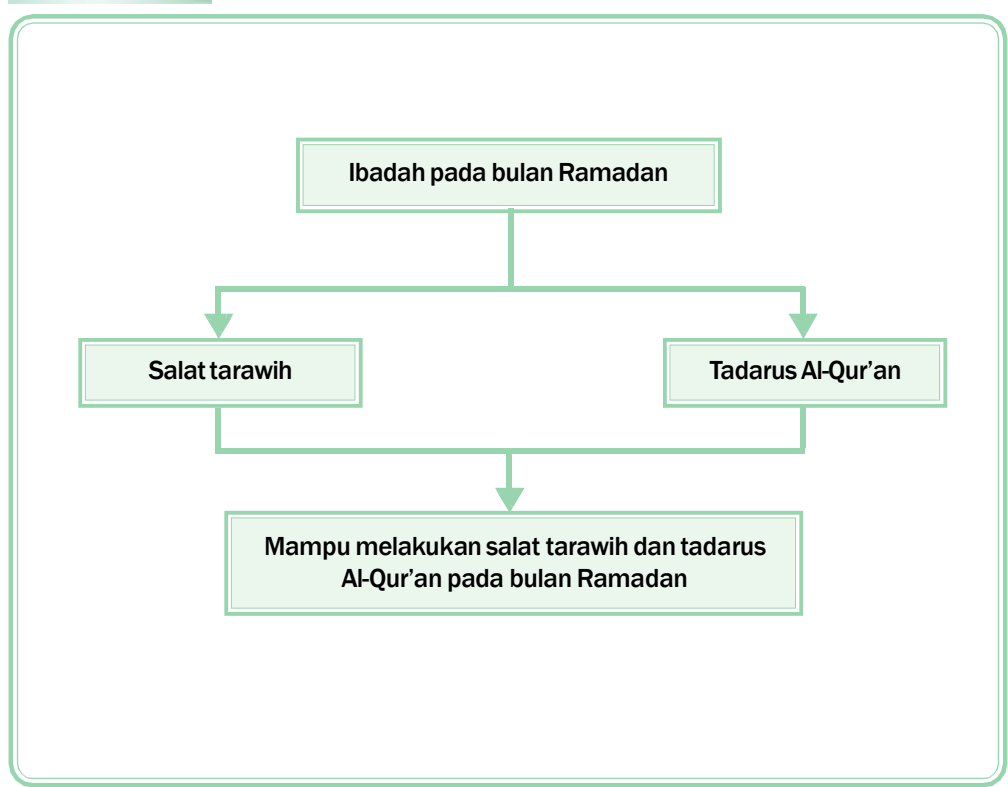 Ibadah pada bulan Ramadan
Salat tarawih
Tadarus Al-Qur’an
Mampu melakukan salat tarawih dan tadarus
Al-Qur’an pada bulan Ramadan